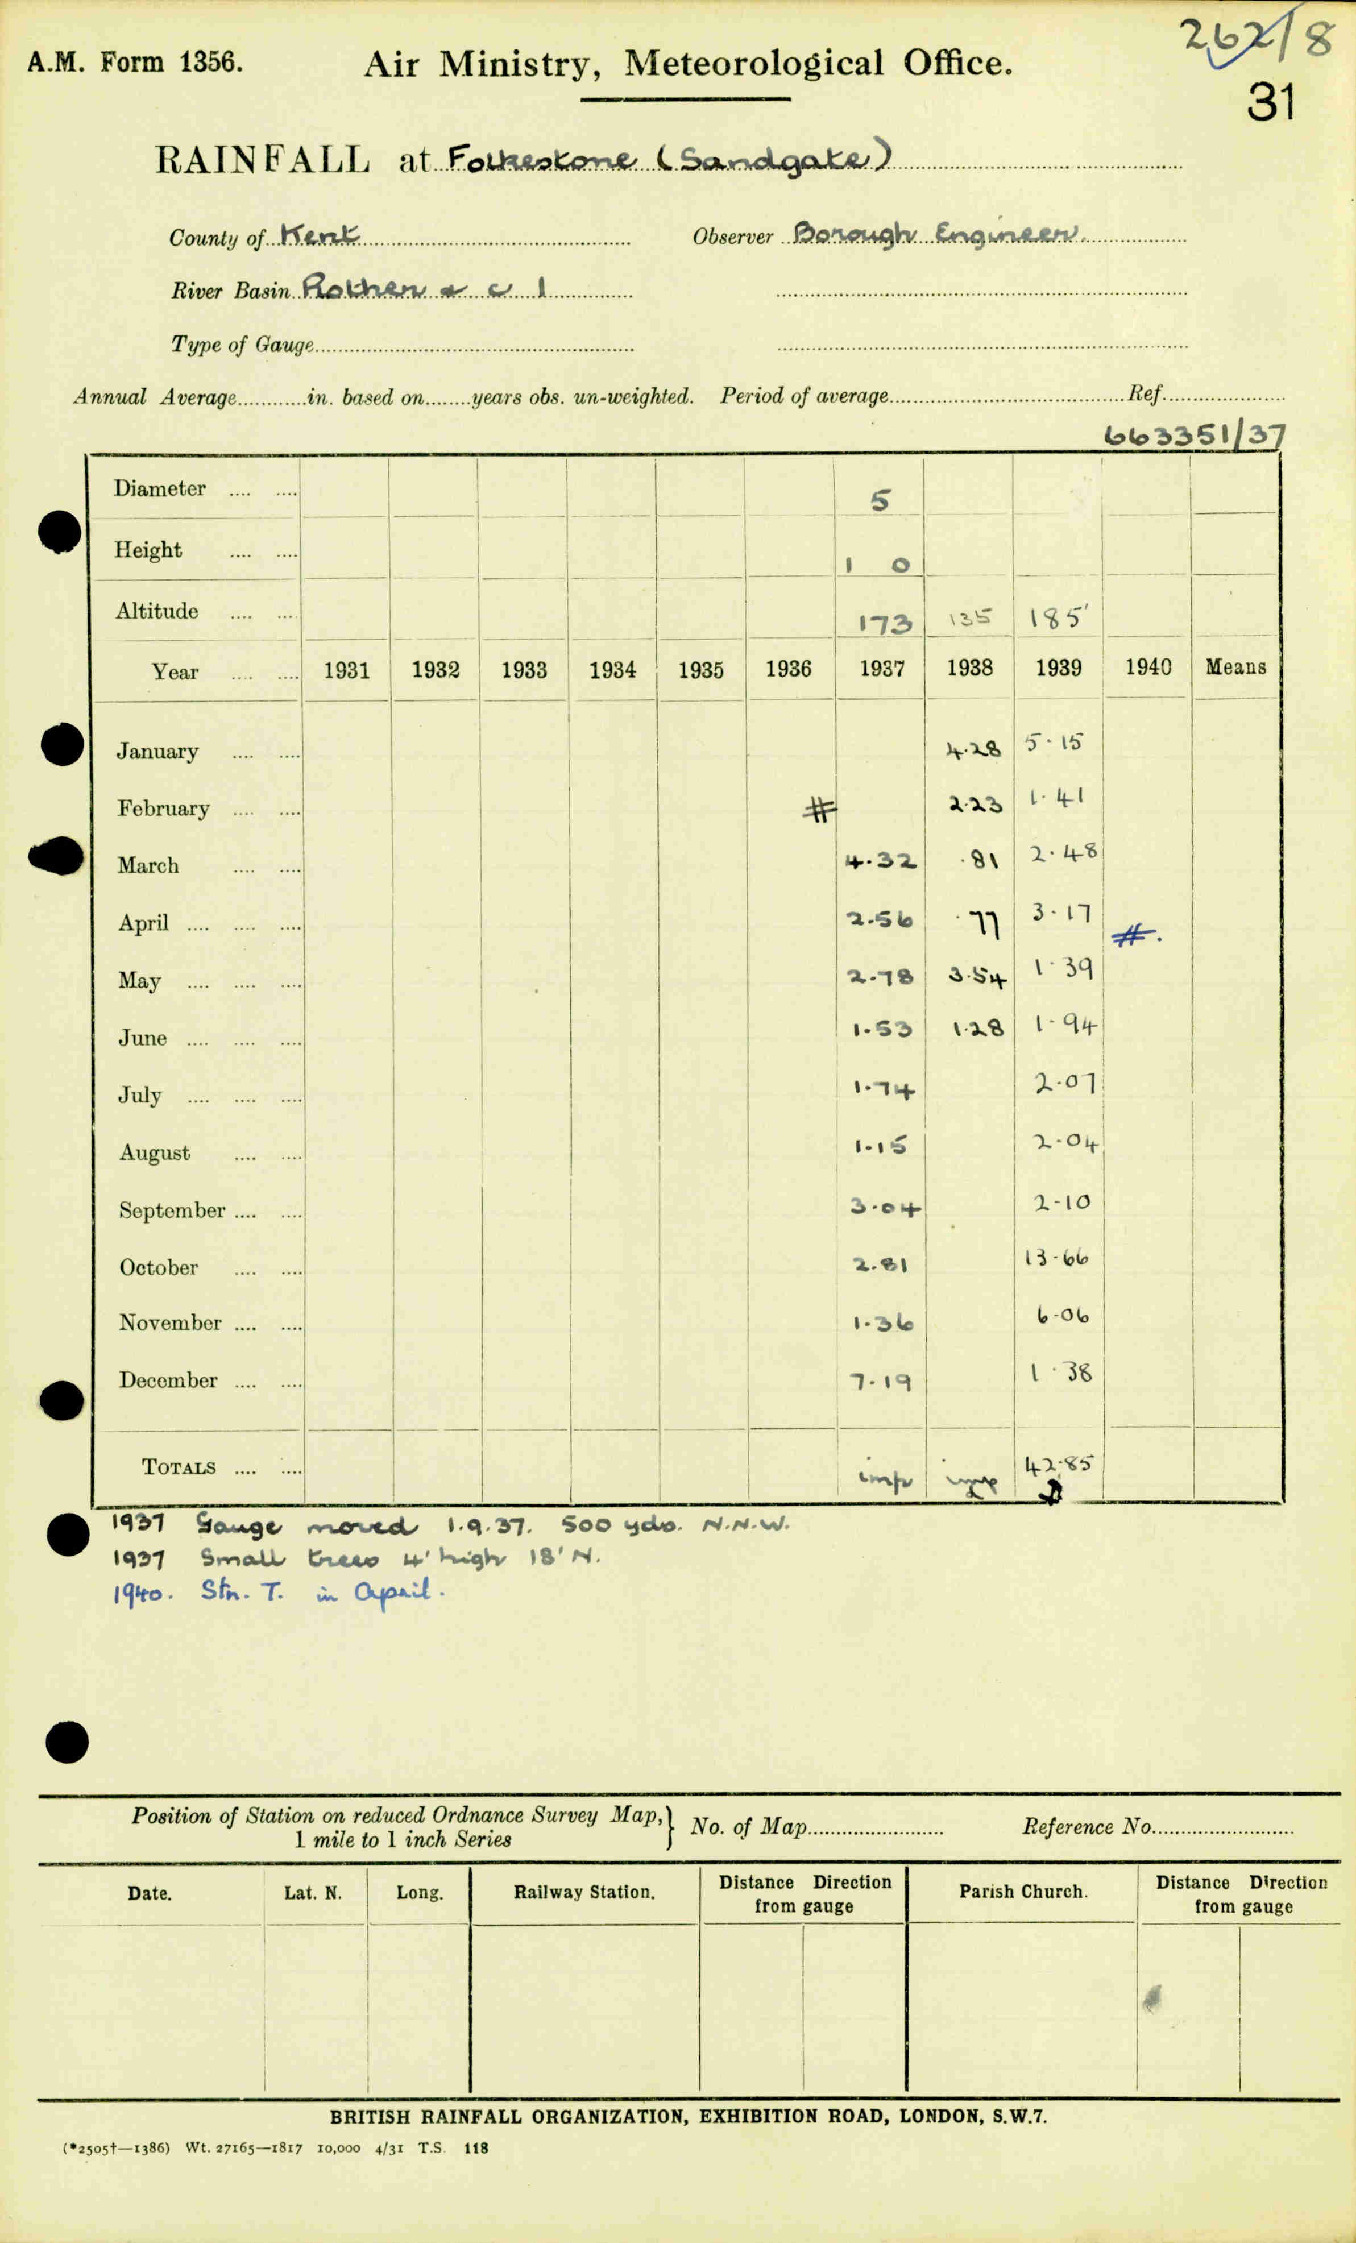 262/8
A.M. Form 1356. Air Ministry, Meteorological Office.
31
RAINFALL at Folkestone (Sandgate)
County of Kent Observer Borough Engineer.
River Basin Rother & c 1
Type of Gauge
Annual Average in. based on years obs. un-weighted. Period of average Ref.
663351/37
Diameter 5
Height 1 0
Altitude 173 135 185'
Year 1931 1932 1933 1934 1935 1936 1937 1938 1939 1940 Means
January 4.28 5.15
February # 2.23 1.41
March 4.32 .81 2.48
April 2.56 .77 3.17 #.
May 2.78 3.54 1.39
June 1.53 1.28 1.94
July 1.74 2.07
August 1.15 2.04
September 3.04 2.10
October 2.81 13.66
November 1.36 6.06
December 7.19 1.38
TOTALS imp imp 42.85
1937 Gauge moved 1.9.37. 500 yds. N.N.W.
1937 Small trees 4' high 18' N.
1940. Stn. T. in April.
Position of Station on reduced Ordnance Survey Map, 1 mile to 1 inch Series } No. of Map Reference No.
Date. Lat. N. Long. Railway Station. Distance Direction from gauge Parish Church. Distance Direction from gauge
BRITISH RAINFALL ORGANIZATION, EXHIBITION ROAD, LONDON, S.W.7.
(*2505†—1386) Wt. 27165—1817 10,000 4/31 T.S. 118